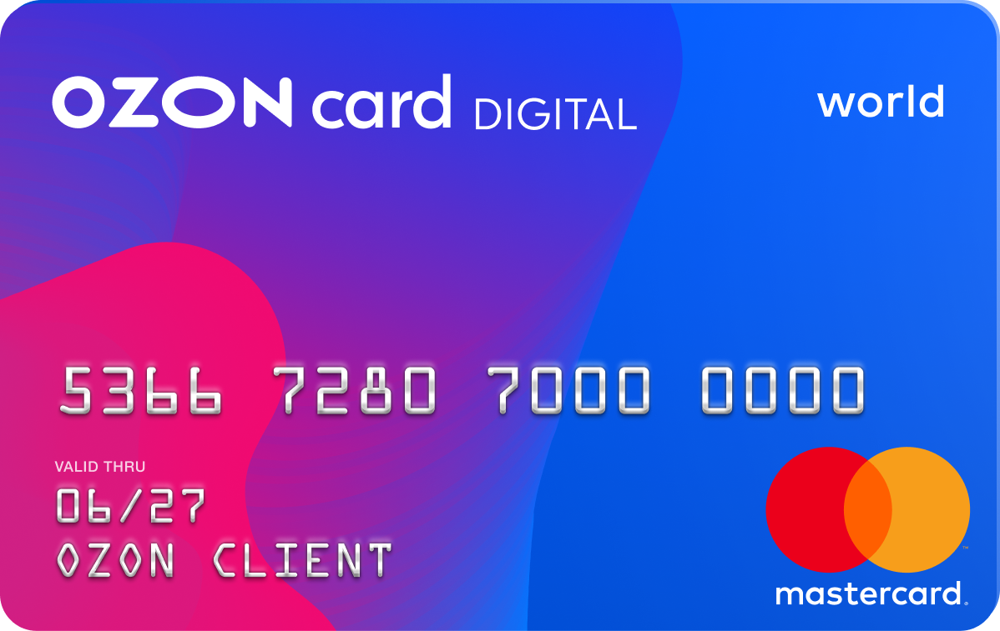 OZON card DIGITAL
world
5366 7280 7000 0000
VALID THRU
06/27
OZON CLIENT
mastercard.